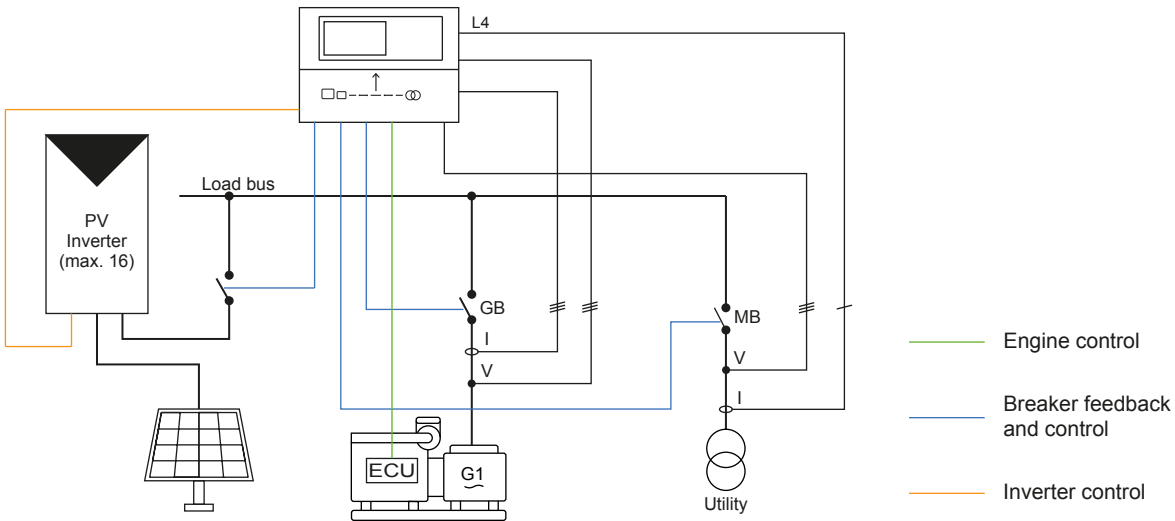 L4
Load bus
PV
Inverter
(max. 16)
GB
I
V
MB
V
I
ECU
G1
Utility
Engine control
Breaker feedback
and control
Inverter control